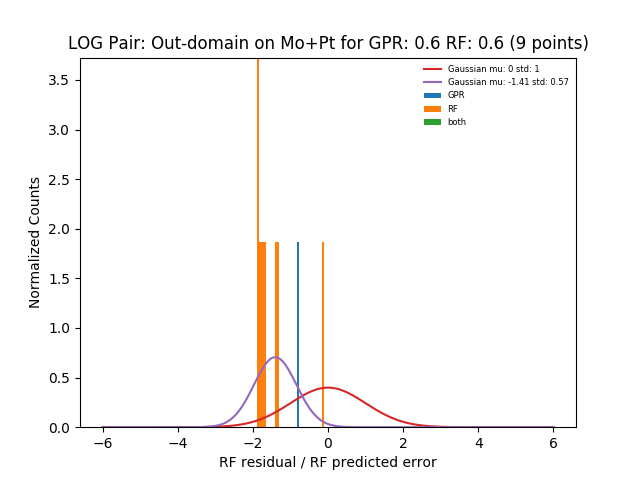 LOG Pair: Out-domain on Mo+Pt for GPR: 0.6 RF: 0.6 (9 points)
Gaussian mu: 0 std: 1
Gaussian mu: -1.41 std: 0.57
GPR
RF
both
Normalized Counts
3.5
3.0
2.5
2.0
1.5
1.0
0.5
0.0
−6 −4 −2 0 2 4 6
RF residual / RF predicted error